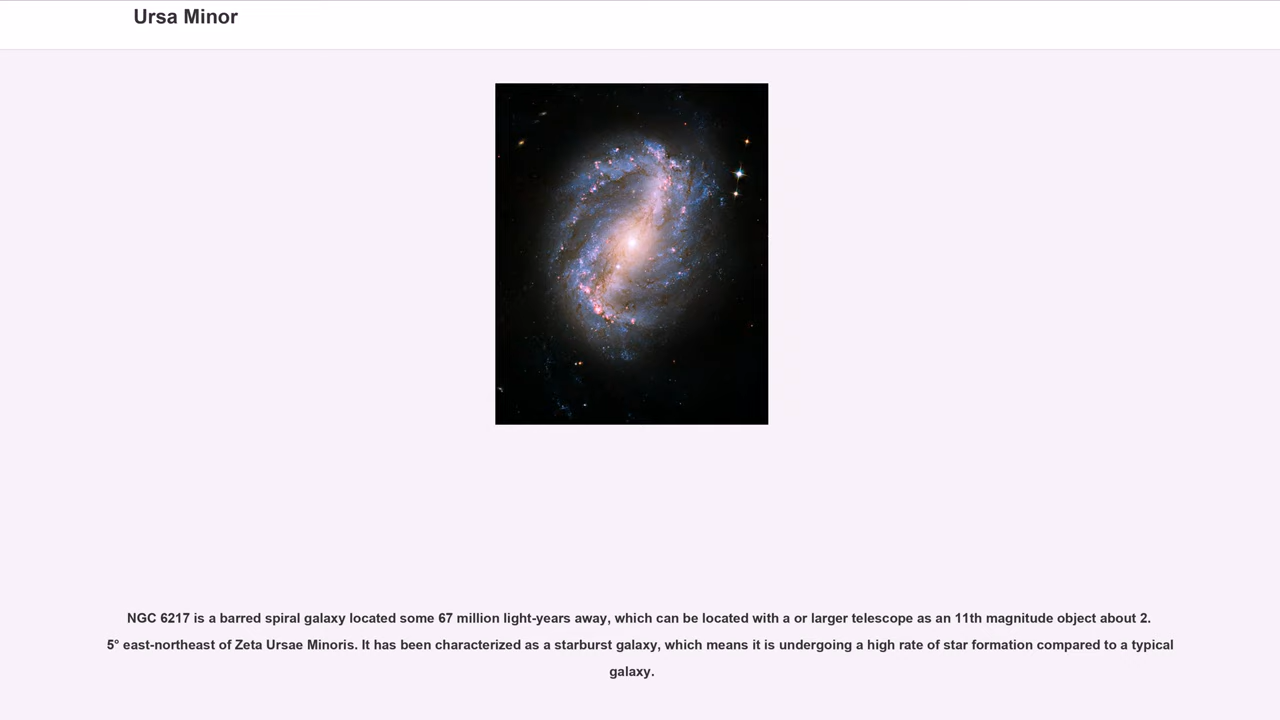 Ursa Minor
NGC 6217 is a barred spiral galaxy located some 67 million light-years away, which can be located with a or larger telescope as an 11th magnitude object about 2.
5° east-northeast of Zeta Ursae Minoris. It has been characterized as a starburst galaxy, which means it is undergoing a high rate of star formation compared to a typical
galaxy.